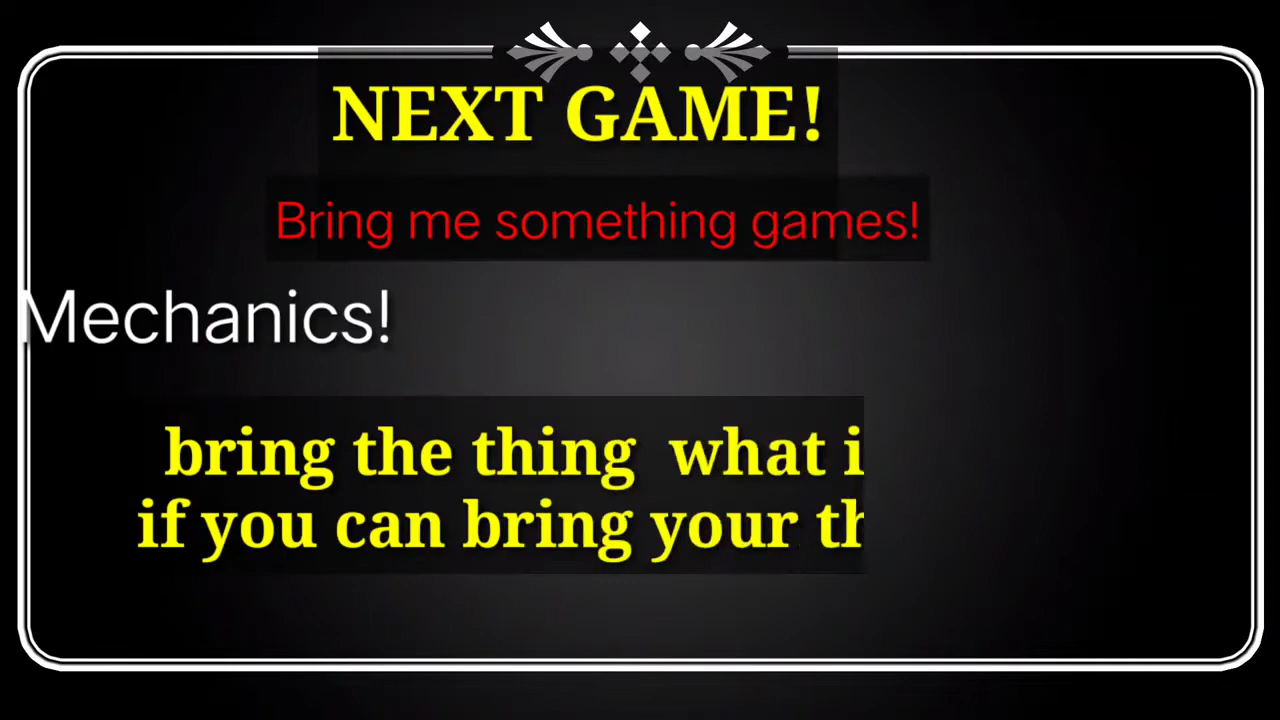 NEXT GAME!
Bring me something games!
Mechanics!
bring the thing what
if you can bring your